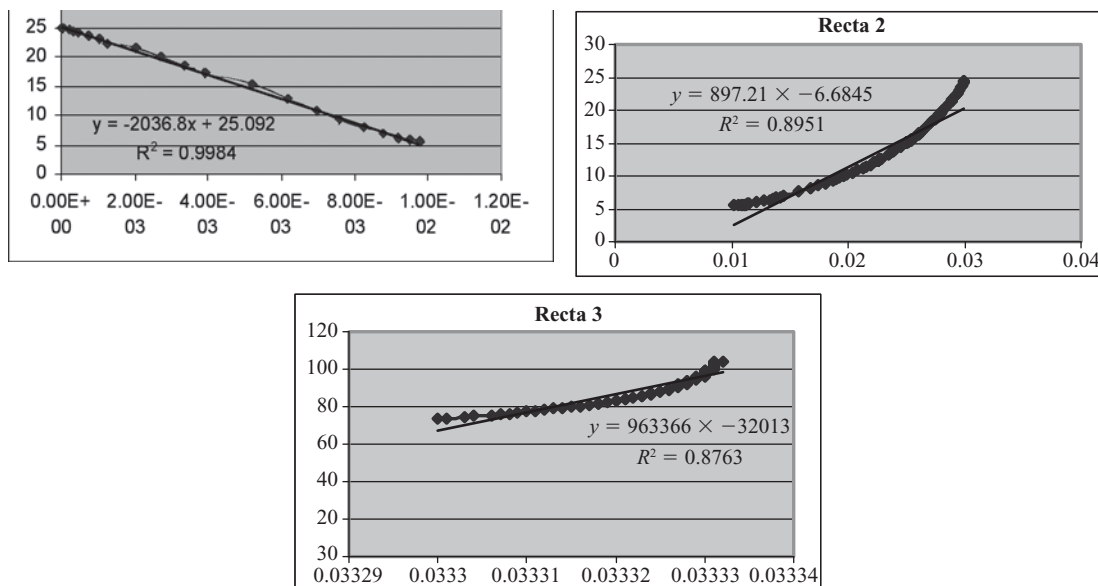 25
20
15
10
5
0
y = -2036.8x + 25.092
R² = 0.9984
0.00E+ 2.00E- 4.00E- 6.00E- 8.00E- 1.00E- 1.20E-
00 03 03 03 03 02 02
Recta 2
30
25
20
15
10
5
0
y = 897.21 × −6.6845
R² = 0.8951
0 0.01 0.02 0.03 0.04
Recta 3
120
100
80
60
40
20
30
y = 963366 × −32013
R² = 0.8763
0.03329 0.0333 0.03331 0.03332 0.03333 0.03334